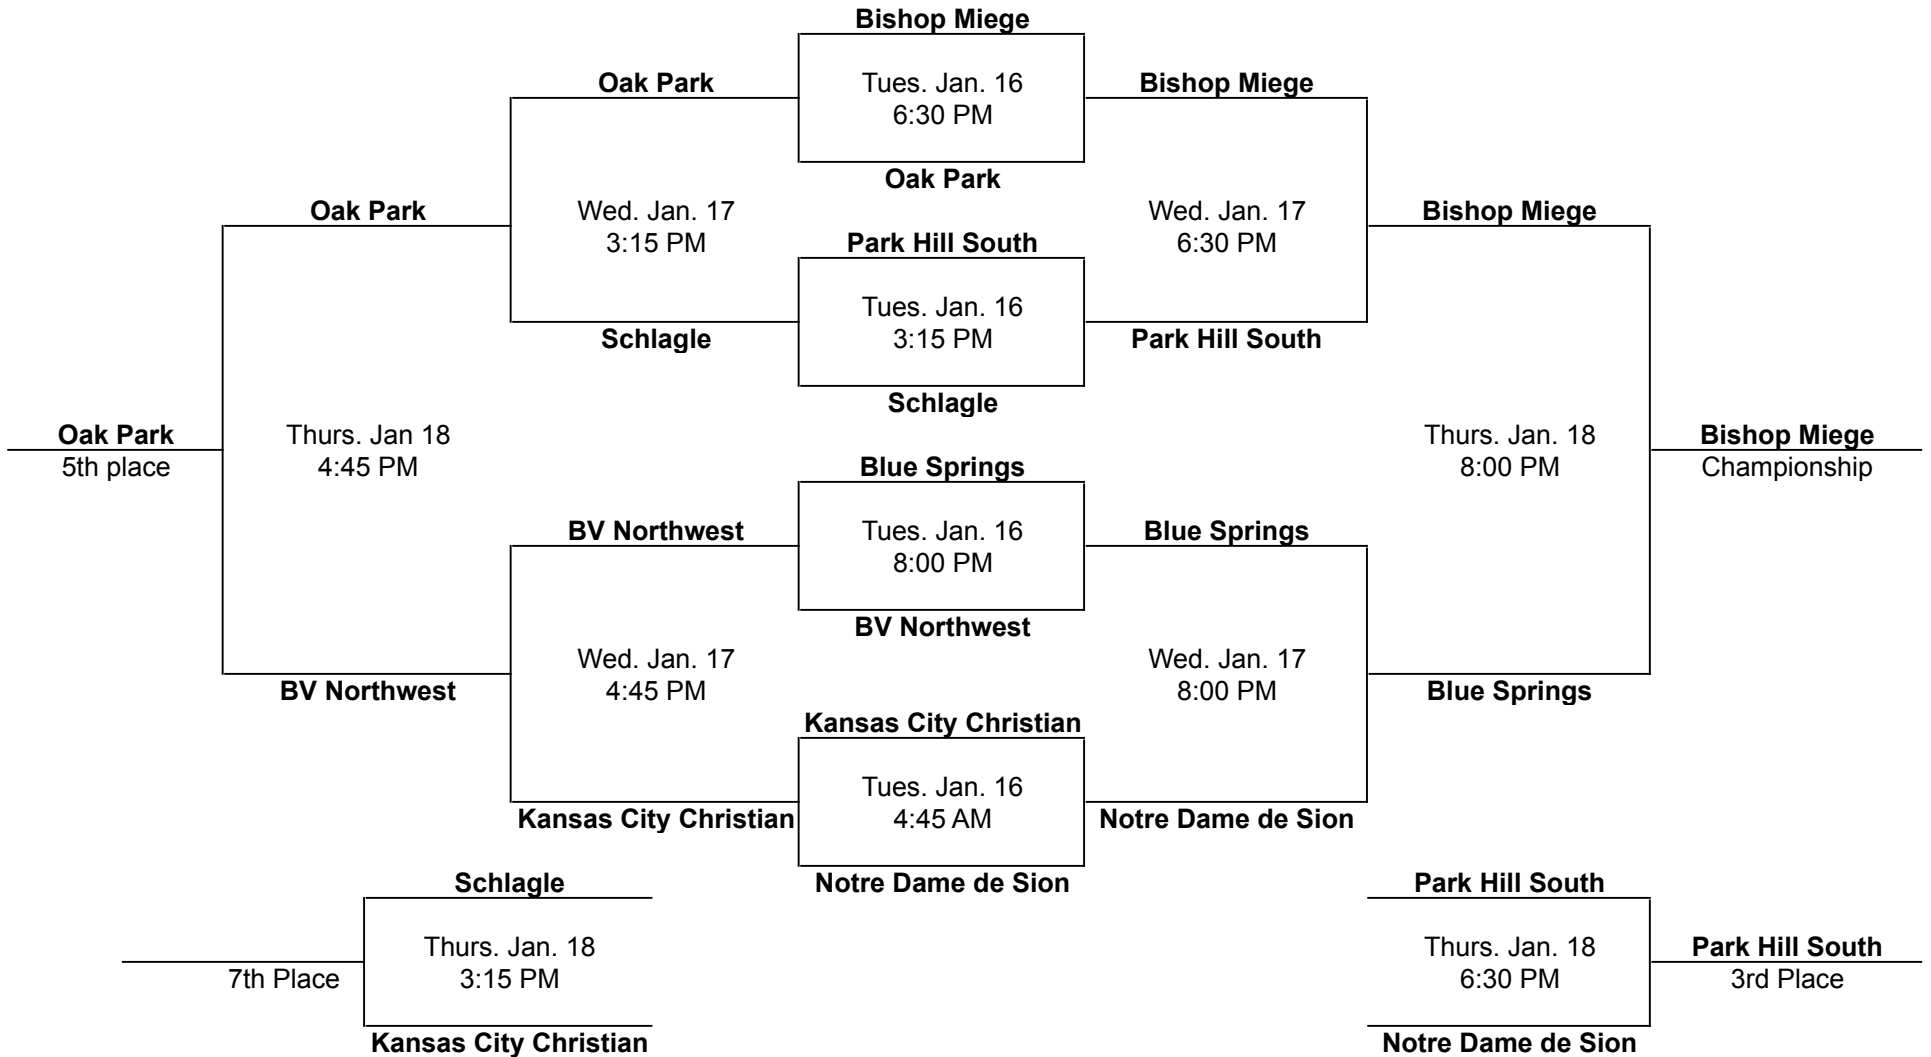 Bishop Miege
Oak Park
Tues. Jan. 16
6:30 PM
Bishop Miege
Oak Park
Oak Park
Wed. Jan. 17
3:15 PM
Wed. Jan. 17
6:30 PM
Bishop Miege
Park Hill South
Schlagle
Tues. Jan. 16
3:15 PM
Park Hill South
Schlagle
Oak Park
5th place
Thurs. Jan 18
4:45 PM
Thurs. Jan. 18
8:00 PM
Bishop Miege
Championship
Blue Springs
BV Northwest
Tues. Jan. 16
8:00 PM
Blue Springs
BV Northwest
Wed. Jan. 17
4:45 PM
Wed. Jan. 17
8:00 PM
BV Northwest
Blue Springs
Kansas City Christian
Tues. Jan. 16
4:45 AM
Kansas City Christian
Notre Dame de Sion
Notre Dame de Sion
Schlagle
Park Hill South
Thurs. Jan. 18
3:15 PM
7th Place
Thurs. Jan. 18
6:30 PM
Park Hill South
3rd Place
Kansas City Christian
Notre Dame de Sion